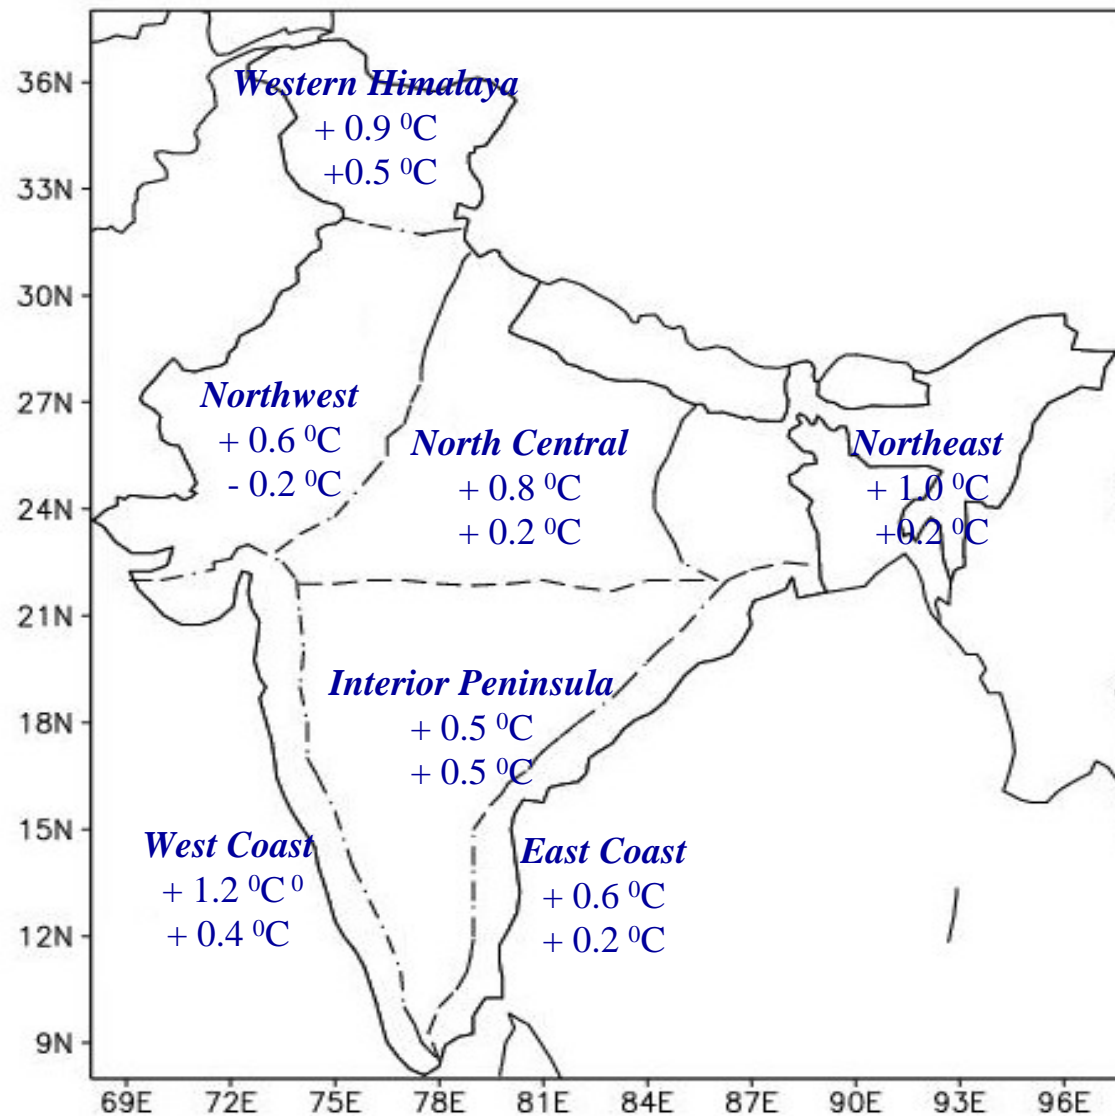 36N
33N
30N
27N
24N
21N
18N
15N
12N
9N
Western Himalaya
+ 0.9 ⁰C
+0.5 ⁰C
Northwest
+ 0.6 ⁰C
- 0.2 ⁰C
North Central
+ 0.8 ⁰C
+ 0.2 ⁰C
Northeast
+ 1.0 ⁰C
+0.2 ⁰C
Interior Peninsula
+ 0.5 ⁰C
+ 0.5 ⁰C
West Coast
+ 1.2 ⁰C ⁰
+ 0.4 ⁰C
East Coast
+ 0.6 ⁰C
+ 0.2 ⁰C
69E 72E 75E 78E 81E 84E 87E 90E 93E 96E